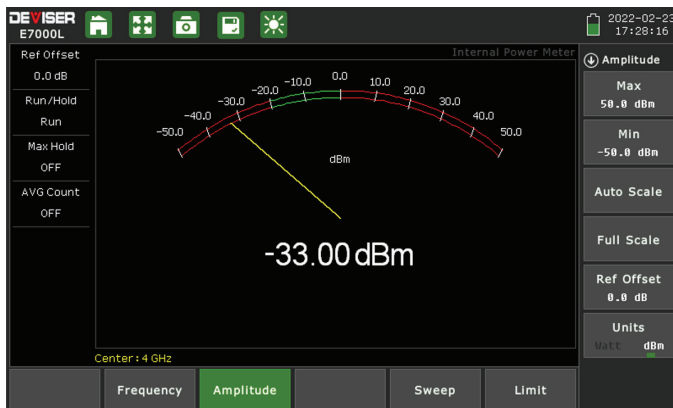 DEVISER
E7000L
2022-02-23
17:28:16
Ref Offset
0.0 dB
Run/Hold
Run
Max Hold
OFF
AVG Count
OFF
Internal Power Meter
-50.0
-40.0
-30.0
-20.0
-10.0
0.0
10.0
20.0
30.0
40.0
50.0
dBm
-33.00 dBm
Center: 4 GHz
Amplitude
Max
50.0 dBm
Min
-50.0 dBm
Auto Scale
Full Scale
Ref Offset
0.0 dB
Units
Watt dBm
Frequency
Amplitude
Sweep
Limit